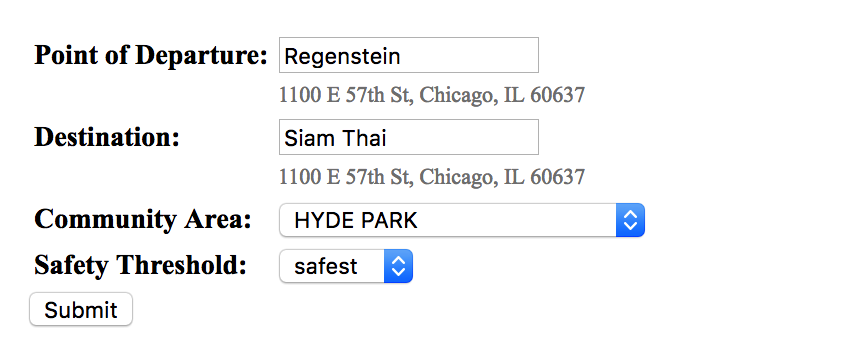 Point of Departure: Regenstein
1100 E 57th St, Chicago, IL 60637
Destination: Siam Thai
1100 E 57th St, Chicago, IL 60637
Community Area: HYDE PARK
Safety Threshold: safest
Submit